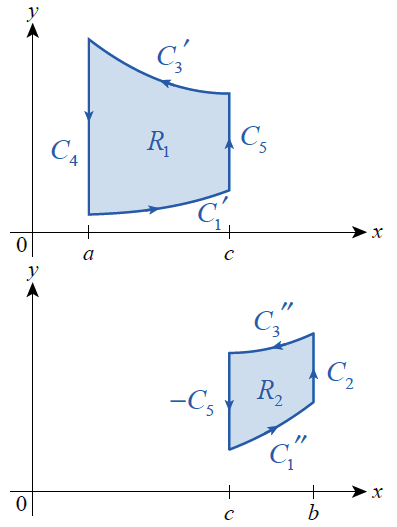 y
C₃′
C₄ R₁ C₅
C₁′
0 a c x
y
C₃″
−C₅ R₂ C₂
C₁″
0 c b x